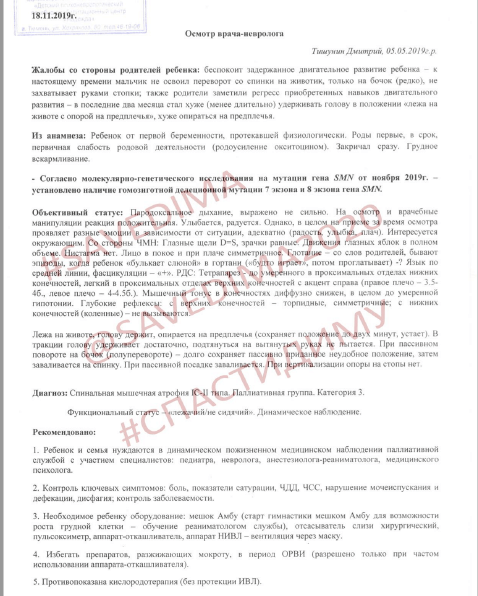 18.11.2019г.
Осмотр врача-невролога
Тишунин Дмитрий, 05.05.2019г.р.
Жалобы со стороны родителей ребенка: беспокоит задержанное двигательное развитие ребенка – к
настоящему времени мальчик не освоил переворот со спинки на животик, только на бочок (редко), не
захватывает руками стопки; также родители заметили регресс приобретенных навыков двигательного
развития – в последние два месяца стал хуже (менее длительно) удерживать голову в положении «лежа на
животе с опорой на предплечья», хуже опираться на предплечья.
Из анамнеза: Ребенок от первой беременности, протекавшей физиологически. Роды первые, в срок,
первичная слабость родовой деятельности (родоусиление окситоцином). Закричал сразу. Грудное
вскармливание.
- Согласно молекулярно-генетического исследования на мутации гена SMN от ноября 2019г. –
установлено наличие гомозиготной делеционной мутации 7 экзона и 8 экзона гена SMN.
Объективный статус: Парадоксальное дыхание, выражено не сильно. На осмотр и врачебные
манипуляции реакция положительная. Улыбается, радуется. Однако, в целом на приеме за время осмотра
проявляет разные эмоции в зависимости от ситуации, адекватно (радость, улыбка, плач). Интересуется
окружающим. Со стороны ЧМН: Глазные щели D=S, зрачки равные. Движения глазных яблок в полном
объеме. Нистагма нет. Лицо в покое и при плаче симметричное. Глотание – со слов родителей, бывают
эпизоды, когда ребенок «булькает слюной» в гортани («будто играет», потом проглатывает) -? Язык по
средней линии, фасцикуляции – «+». РДС: Тетрапарез, до умеренного в проксимальных отделах нижних
конечностей, легкий в проксимальных отделах верхних конечностей с акцент справа (правое плечо – 3.5-
4б., левое плечо – 4-4.5б.). Мышечный тонус в конечностях диффузно снижен, в целом до умеренной
гипотонии. Глубокие рефлексы: с верхних конечностей – торпидные, симметричные; с нижних
конечностей (коленные) – не вызываются.
Лежа на животе, голову держит, опирается на предплечья (сохраняет положение до двух минут, устает). В
тракции голову удерживает достаточно, подтянуться на вытянутых руках не пытается. При пассивном
повороте на бочок (полуперевороте) – долго сохраняет пассивно приданное неудобное положение, затем
заваливается на спинку. При пассивной посадке заваливается. При вертикализации опоры на стопы нет.
Диагноз: Спинальная мышечная атрофия IC-II типа. Паллиативная группа. Категория 3.
Функциональный статус – «лежачий/не сидячий». Динамическое наблюдение.
Рекомендовано:
1. Ребенок и семья нуждаются в динамическом пожизненном медицинском наблюдении паллиативной
службой с участием специалистов: педиатра, невролога, анестезиолога-реаниматолога, медицинского
психолога.
2. Контроль ключевых симптомов: боль, показатели сатурации, ЧДД, ЧСС, нарушение мочеиспускания и
дефекации, дисфагия; контроль заболеваемости.
3. Необходимое ребенку оборудование: мешок Амбу (старт гимнастики мешком Амбу для возможности
роста грудной клетки – обучение реаниматологом службы), отсасыватель слизи хирургический,
пульсоксиметр, аппарат-откашливатель, аппарат НИВЛ – вентиляция через маску.
4. Избегать препаратов, разжижающих мокроту, в период ОРВИ (разрешено только при частом
использовании аппарата-откашливателя).
5. Противопоказана кислородотерапия (без протекции ИВЛ).
@SAVEDIMA
@SAVEDIMA2020
#СПАСТИДИМУ